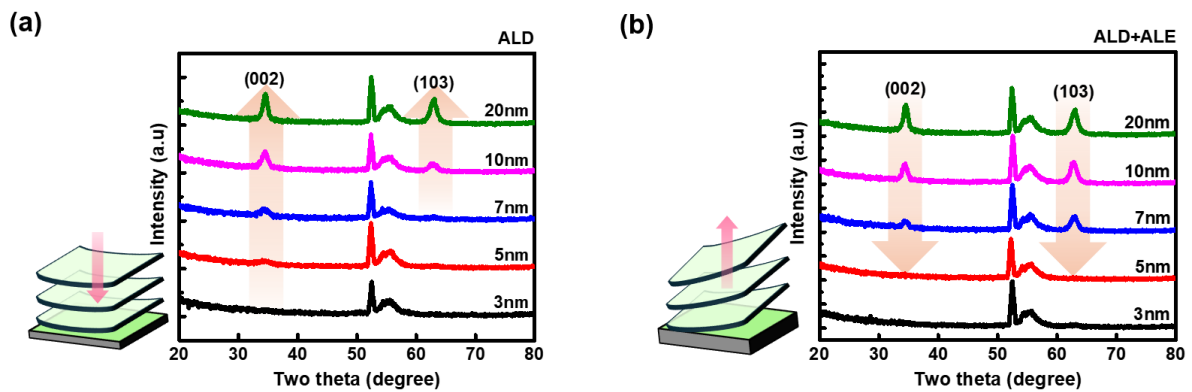 (a)
ALD
(002)
(103)
20nm
10nm
7nm
5nm
3nm
Intensity (a.u)
20 30 40 50 60 70 80
Two theta (degree)
(b)
ALD+ALE
(002)
(103)
20nm
10nm
7nm
5nm
3nm
Intensity (a.u)
20 30 40 50 60 70 80
Two theta (degree)